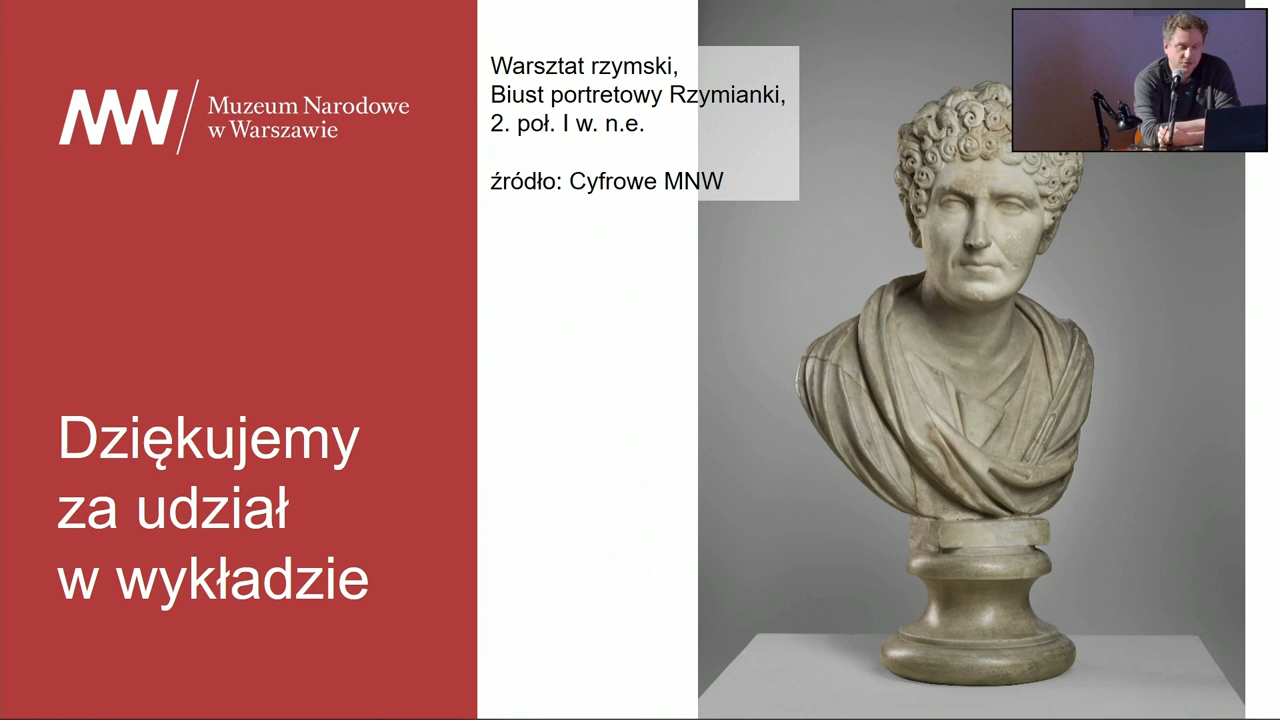 MNW
Muzeum Narodowe
w Warszawie
Dziękujemy
za udział
w wykładzie
Warsztat rzymski,
Biust portretowy Rzymianki,
2. poł. I w. n.e.
źródło: Cyfrowe MNW